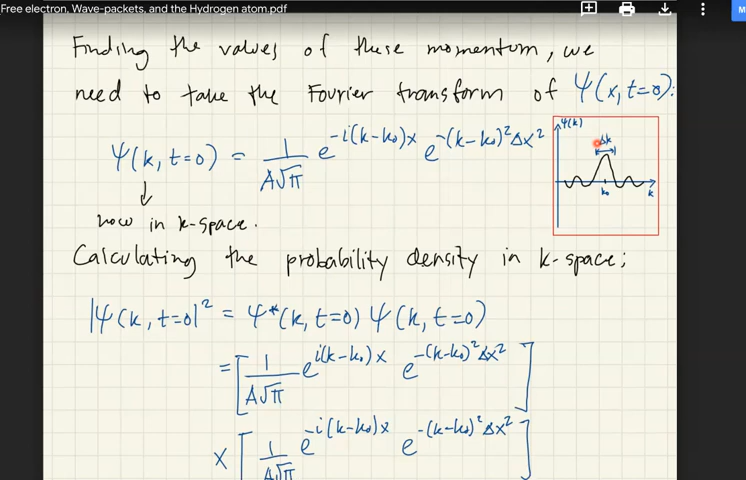 Free electron. Wave-packets, and the Hydrogen atom.pdf
M
Finding the values of these momentum, we
need to take the Fourier transform of Ψ(x, t=0):
Ψ(k, t=0) = 1/(A√π) e^{-i(k-k₀)x} e^{-(k-k₀)²Δx²}
Ψ(k)
Δk
k₀
k
now in k-space.
Calculating the probability density in k-space;
|Ψ(k, t=0)|² = Ψ*(k, t=0) Ψ(k, t=0)
= [1/(A√π) e^{i(k-k₀)x} e^{-(k-k₀)²Δx²}]
× [1/(A√π) e^{-i(k-k₀)x} e^{-(k-k₀)²Δx²}]